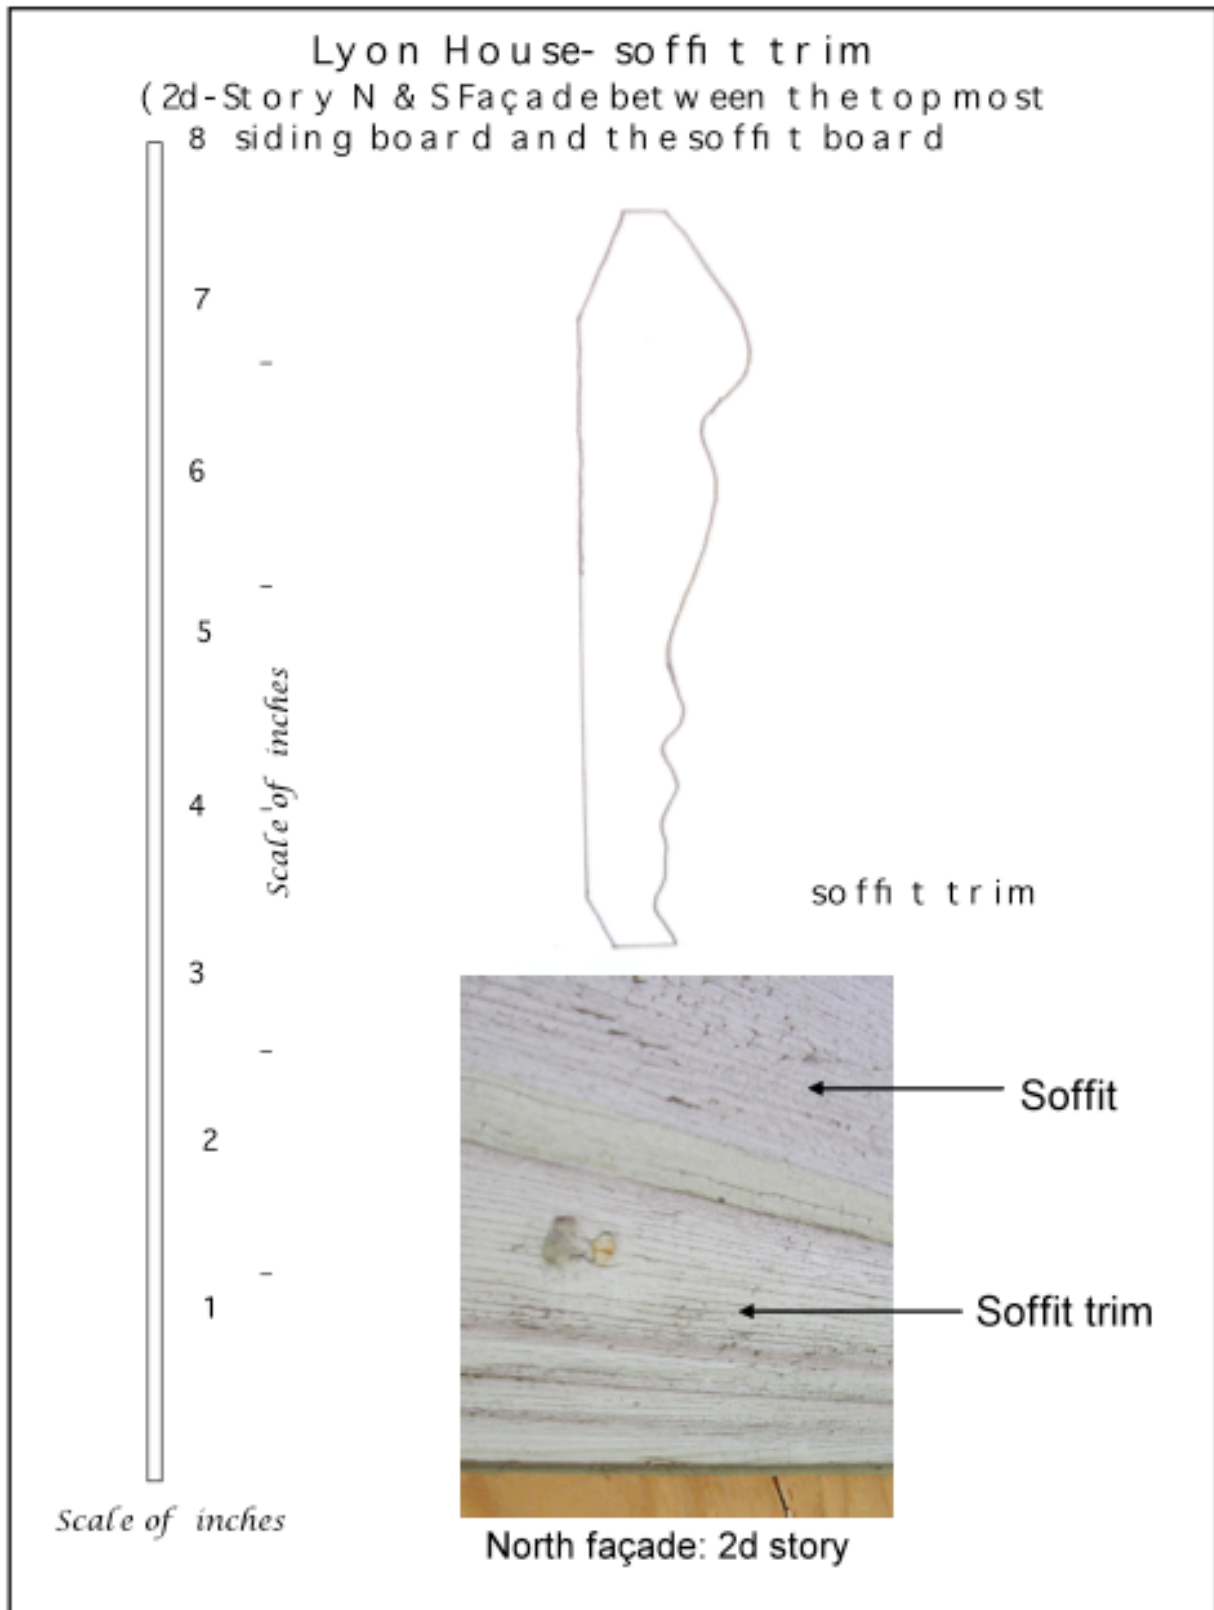 Lyon House- soffit trim
(2d-Story N & S Façade between the topmost
siding board and the soffit board
8
7
6
5
4
3
2
1
Scale of inches
soffit trim
Soffit
Soffit trim
Scale of inches
North façade: 2d story